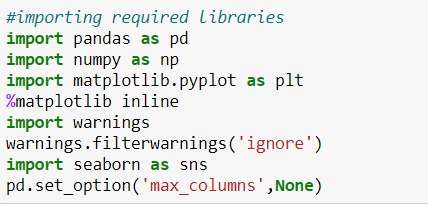 #importing required libraries
import pandas as pd
import numpy as np
import matplotlib.pyplot as plt
%matplotlib inline
import warnings
warnings.filterwarnings('ignore')
import seaborn as sns
pd.set_option('max_columns',None)